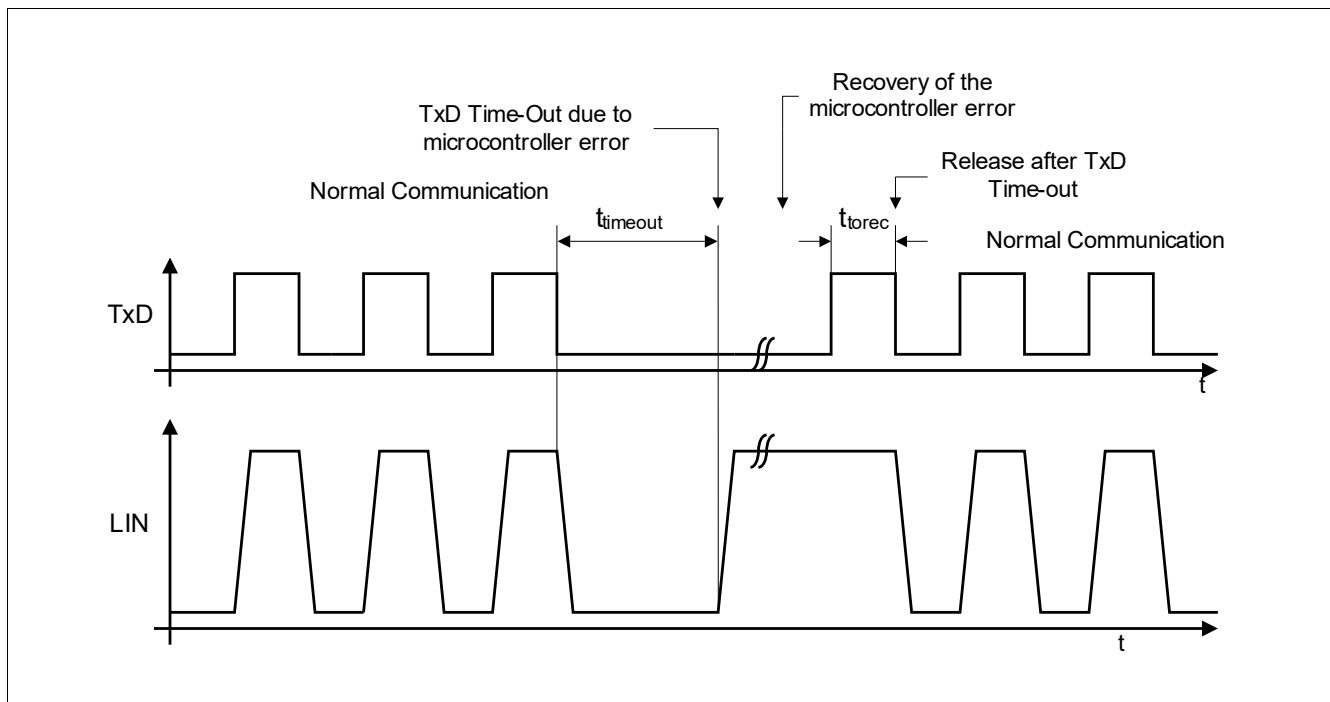 Recovery of the
microcontroller error
TxD Time-Out due to
microcontroller error
Release after TxD
Time-out
Normal Communication
ttimeout
ttorec
Normal Communication
TxD
t
LIN
t